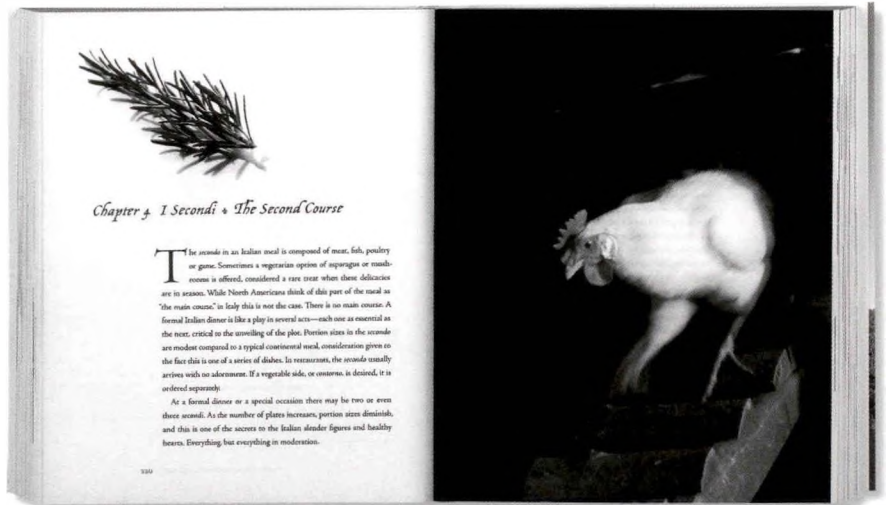 Chapter 4 I Secondi The Second Course
The secondo in an Italian meal is composed of meat, fish, poultry
or game. Sometimes a vegetarian option of asparagus or mush-
rooms is offered, considered a rare treat when these delicacies
are in season. While North Americans think of this part of the meal as
"the main course," in Italy this is not the case. There is no main course. A
formal Italian dinner is like a play in several acts—each one as essential as
the next, critical to the unveiling of the plot. Portion sizes in the secondo
are modest compared to a typical continental meal, consideration given to
the fact this is one of a series of dishes. In restaurants, the secondo usually
arrives with no adornment. If a vegetable side, or contorno, is desired, it is
ordered separately.
At a formal dinner or a special occasion there may be two or even
three secondi. As the number of plates increases, portion sizes diminish,
and this is one of the secrets to the Italian slender figures and healthy
hearts. Everything, but everything in moderation.